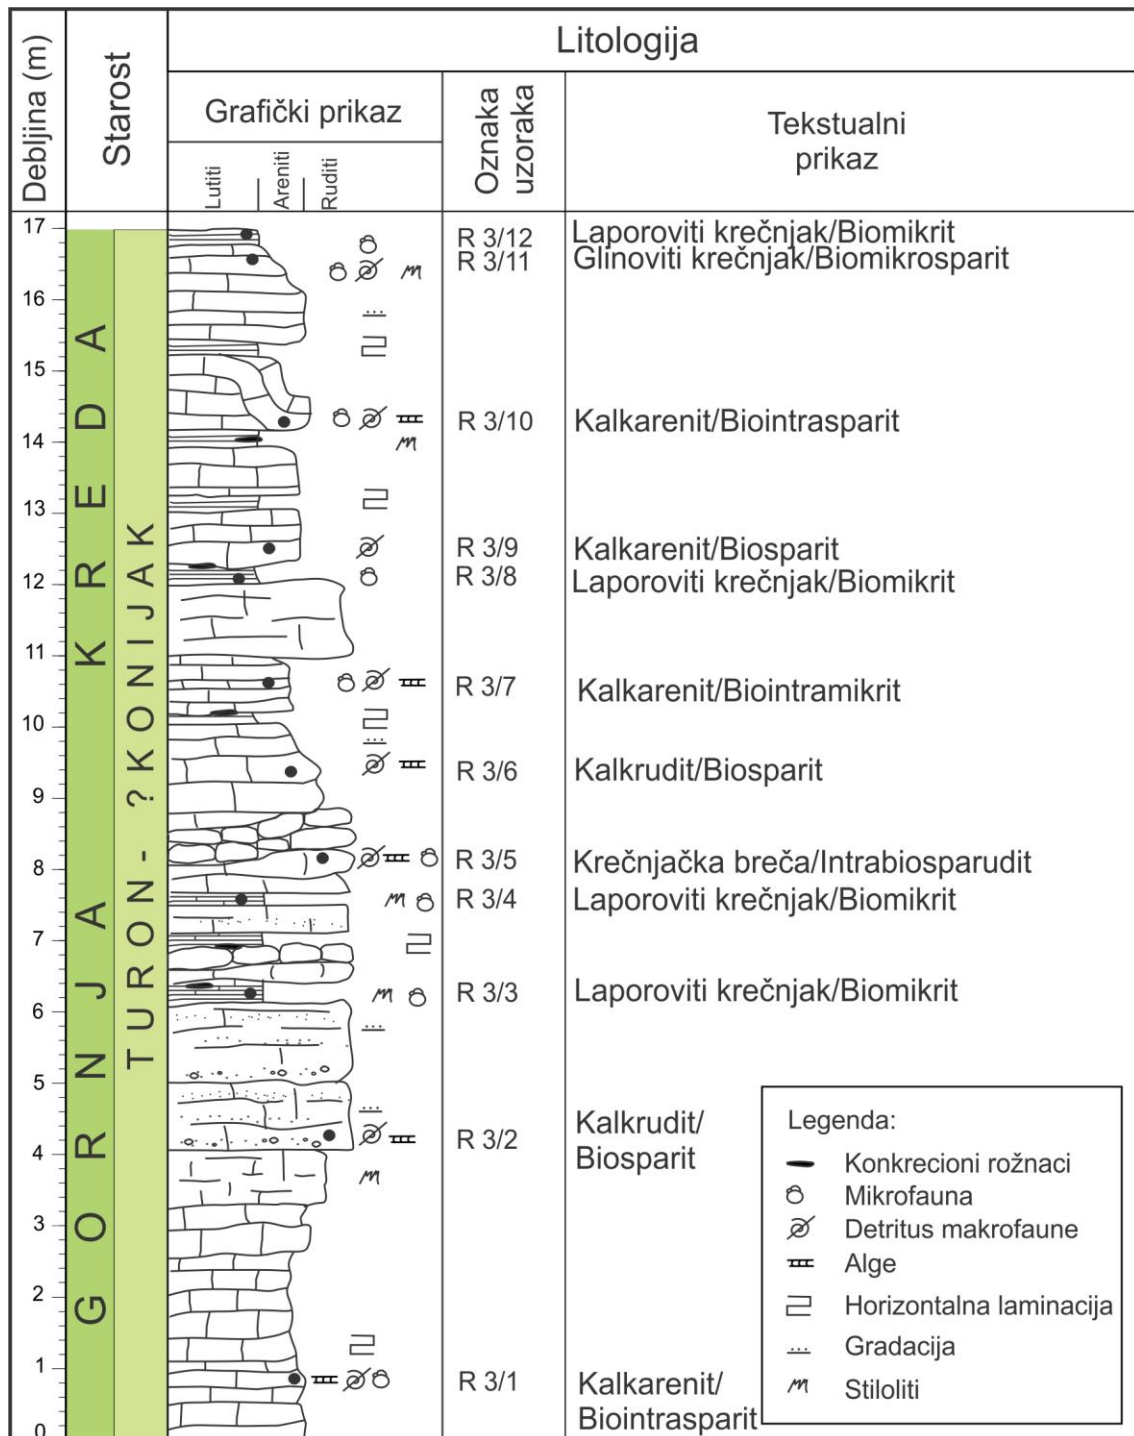 Debljina (m)
Starost
Litologija
Grafički prikaz
Lutiti
Areniti
Ruditi
Oznaka
uzoraka
Tekstualni
prikaz
GORNJA KREDA
TURON-?KONIJAK
17
16
15
14
13
12
11
10
9
8
7
6
5
4
3
2
1
0
R 3/12 Laporoviti krečnjak/Biomikrit
R 3/11 Glinoviti krečnjak/Biomikrosparit
R 3/10 Kalkarenit/Biointrasparit
R 3/9 Kalkarenit/Biosparit
R 3/8 Laporoviti krečnjak/Biomikrit
R 3/7 Kalkarenit/Biointramikrit
R 3/6 Kalkrudit/Biosparit
R 3/5 Krečnjačka breča/Intrabiosparudit
R 3/4 Laporoviti krečnjak/Biomikrit
R 3/3 Laporoviti krečnjak/Biomikrit
R 3/2 Kalkrudit/
Biosparit
R 3/1 Kalkarenit/
Biointrasparit
Legenda:
Konkrecioni rožnaci
Mikrofauna
Detritus makrofaune
Alge
Horizontalna laminacija
Gradacija
Stiloliti